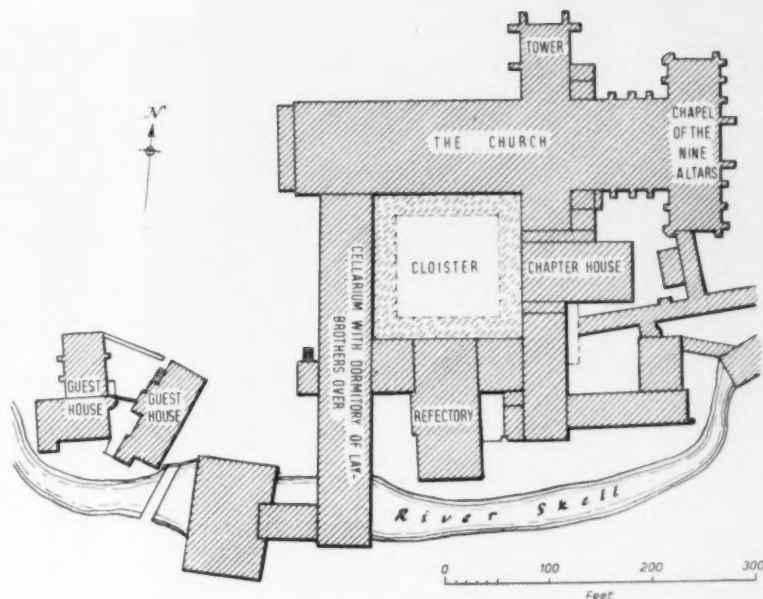 TOWER
N
THE CHURCH
CHAPEL
OF THE
NINE
ALTARS
CLOISTER
CHAPTER HOUSE
CELLARIUM WITH DORMITORY OF LAY-
BROTHERS OVER
GUEST
HOUSE
GUEST
HOUSE
REFECTORY
River Skell
0 100 200 300
Feet